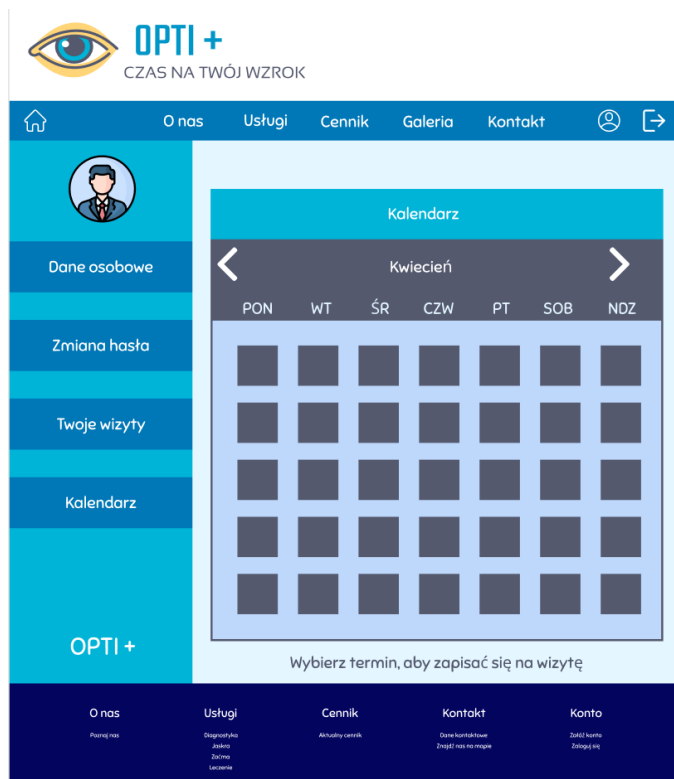 OPTI +
CZAS NA TWÓJ WZROK
O nas Usługi Cennik Galeria Kontakt
Dane osobowe
Zmiana hasła
Twoje wizyty
Kalendarz
OPTI +
Kalendarz
Kwiecień
PON WT ŚR CZW PT SOB NDZ
Wybierz termin, aby zapisać się na wizytę
O nas
Poznaj nas
Usługi
Diagnostyka
Jaskra
Zaćma
Leczenie
Cennik
Aktualny cennik
Kontakt
Dane kontaktowe
Znajdź nas na mapie
Konto
Załóż konto
Zaloguj się